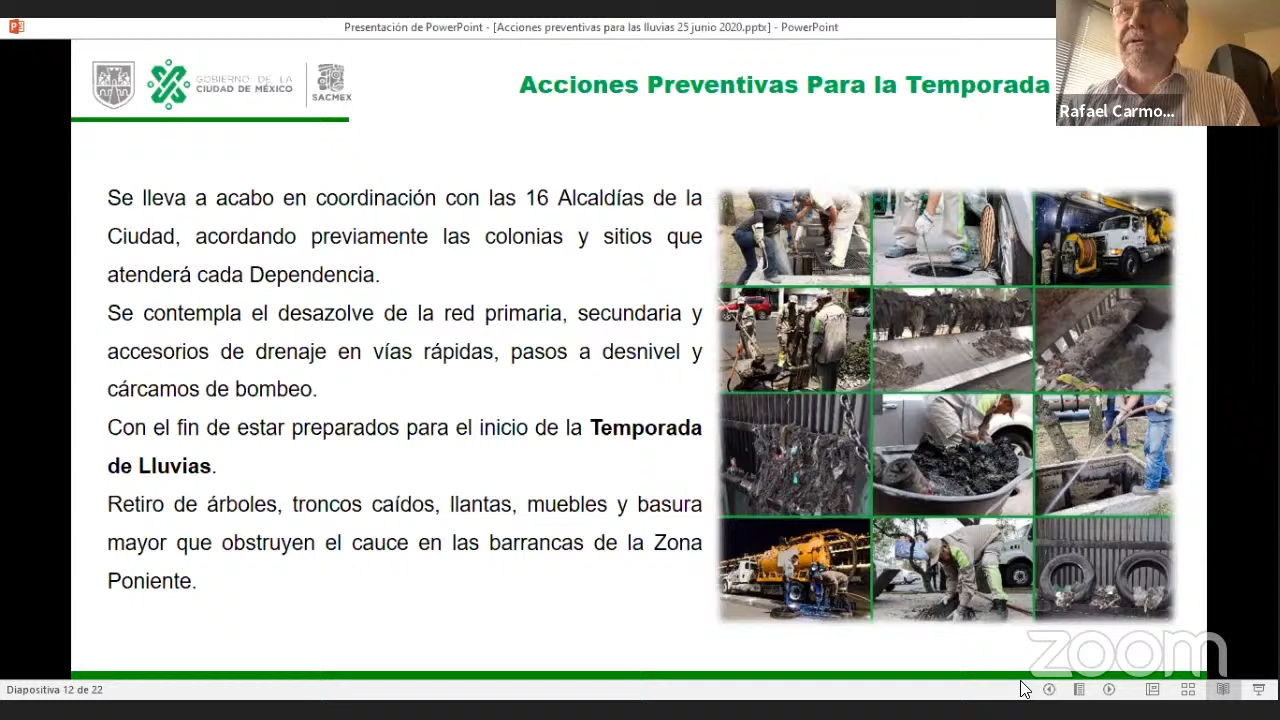 Presentación de PowerPoint - [Acciones preventivas para las lluvias 25 junio 2020.pptx] - PowerPoint
GOBIERNO DE LA
CIUDAD DE MÉXICO
SACMEX
Acciones Preventivas Para la Temporada
Rafael Carmo...
Se lleva a acabo en coordinación con las 16 Alcaldías de la
Ciudad, acordando previamente las colonias y sitios que
atenderá cada Dependencia.
Se contempla el desazolve de la red primaria, secundaria y
accesorios de drenaje en vías rápidas, pasos a desnivel y
cárcamos de bombeo.
Con el fin de estar preparados para el inicio de la Temporada
de Lluvias.
Retiro de árboles, troncos caídos, llantas, muebles y basura
mayor que obstruyen el cauce en las barrancas de la Zona
Poniente.
zoom
Diapositiva 12 de 22